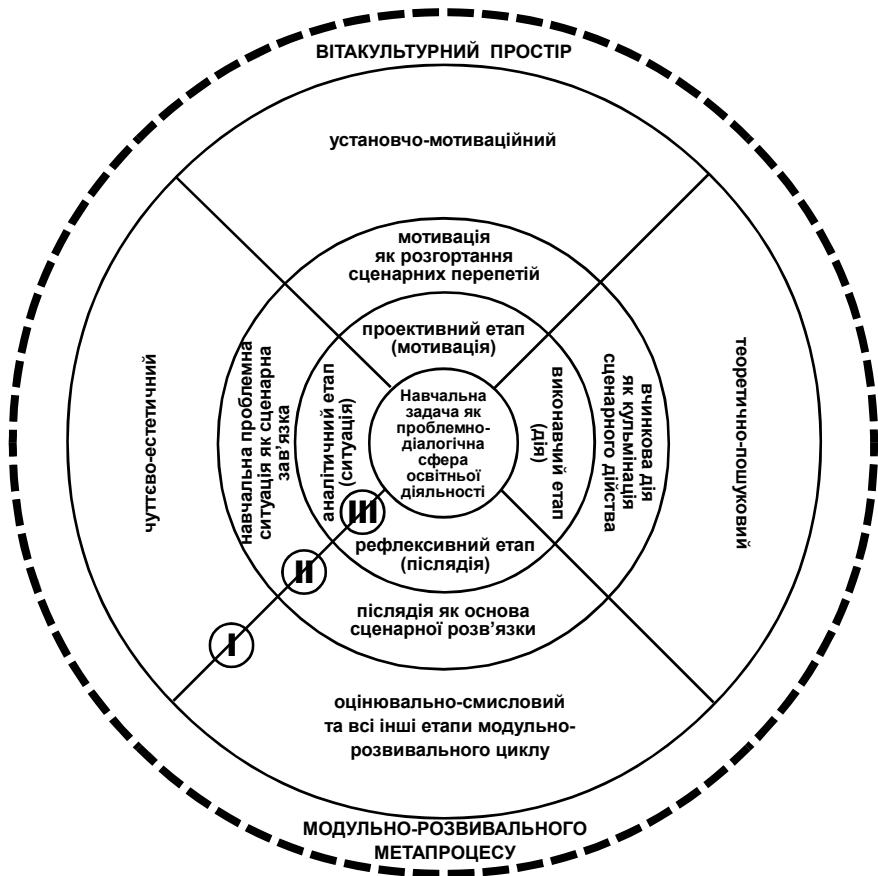 ВІТАКУЛЬТУРНИЙ ПРОСТІР
установчо-мотиваційний
мотивація
як розгортання
сценарних перепетій
проективний етап
(мотивація)
чуттєво-естетичний
навчальна проблемна
ситуація як сценарна
зав’язка
аналітичний етап
(ситуація)
Навчальна
задача як
проблемно-
діалогічна
сфера
освітньої
діяльності
виконавчий етап
(дія)
вчинкова дія
як кульмінація
сценарного дійства
теоретично-пошуковий
III
рефлексивний етап
(післядія)
II
післядія як основа
сценарної розв’язки
I
оцінювально-смисловий
та всі інші етапи модульно-
розвивального циклу
МОДУЛЬНО-РОЗВИВАЛЬНОГО
МЕТАПРОЦЕСУ